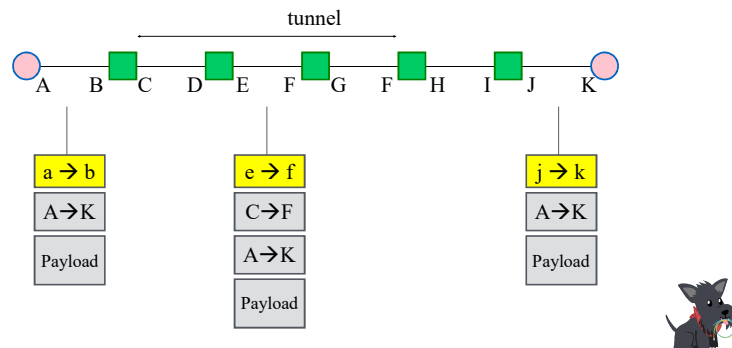 tunnel
A B C D E F G F H I J K
a → b e → f j → k
A→K C→F A→K
Payload A→K Payload
Payload